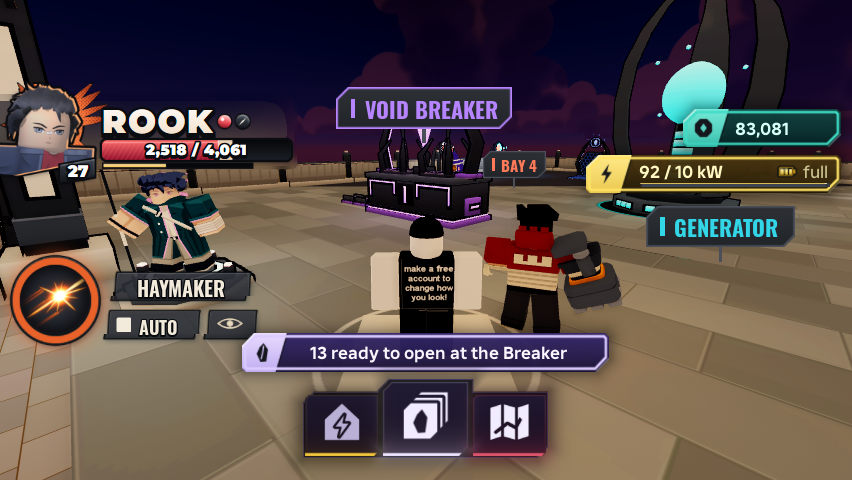 VOID BREAKER
ROOK
83,081
2,518 / 4,061
BAY 4
27
92 / 10 kW
full
GENERATOR
make a free
account to
change how
you look!
HAYMAKER
AUTO
13 ready to open at the Breaker